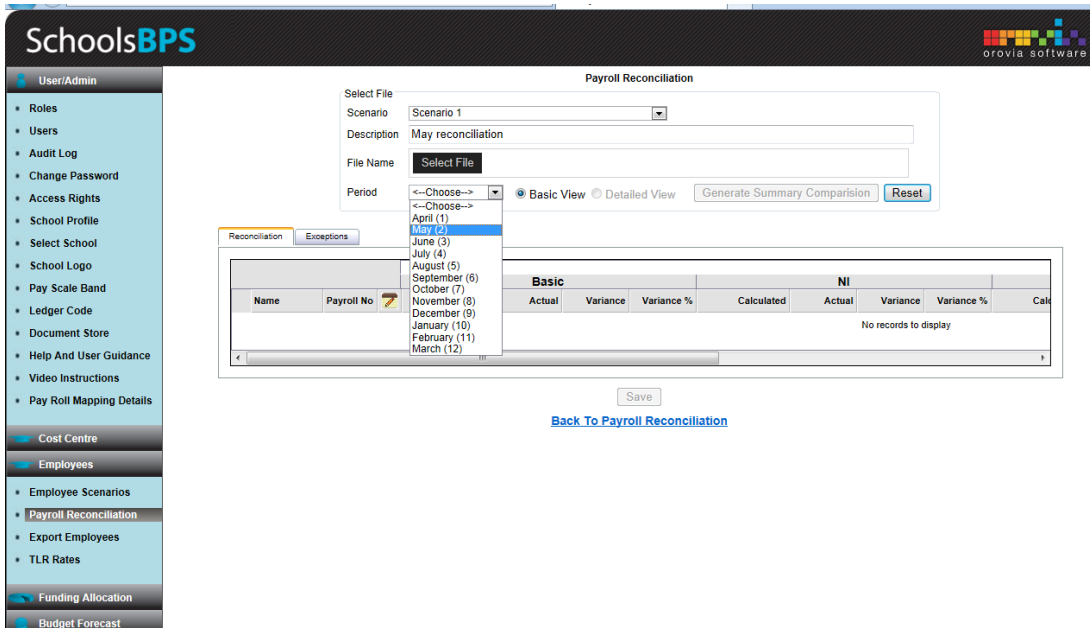 SchoolsBPS
orovia software
User/Admin
Roles
Users
Audit Log
Change Password
Access Rights
School Profile
Select School
School Logo
Pay Scale Band
Ledger Code
Document Store
Help And User Guidance
Video Instructions
Pay Roll Mapping Details
Cost Centre
Employees
Employee Scenarios
Payroll Reconciliation
Export Employees
TLR Rates
Funding Allocation
Budget Forecast
Payroll Reconciliation
Select File
Scenario Scenario 1
Description May reconciliation
File Name Select File
Period <--Choose--> Basic View Detailed View Generate Summary Comparision Reset
<--Choose-->
April (1)
May (2)
June (3)
July (4)
August (5)
September (6)
October (7)
November (8)
December (9)
January (10)
February (11)
March (12)
Reconciliation Exceptions
Basic NI
Name Payroll No Actual Variance Variance % Calculated Actual Variance Variance % Calc
No records to display
Save
Back To Payroll Reconciliation